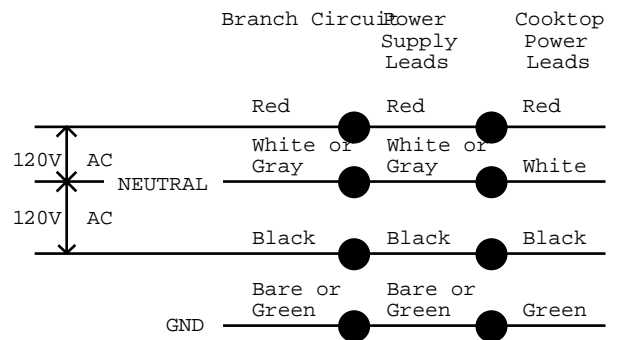 Branch Circuit Power Supply Leads Cooktop Power Leads
Red Red Red
120V AC
White or Gray White or Gray White
NEUTRAL
120V AC
Black Black Black
Bare or Green Bare or Green Green
GND